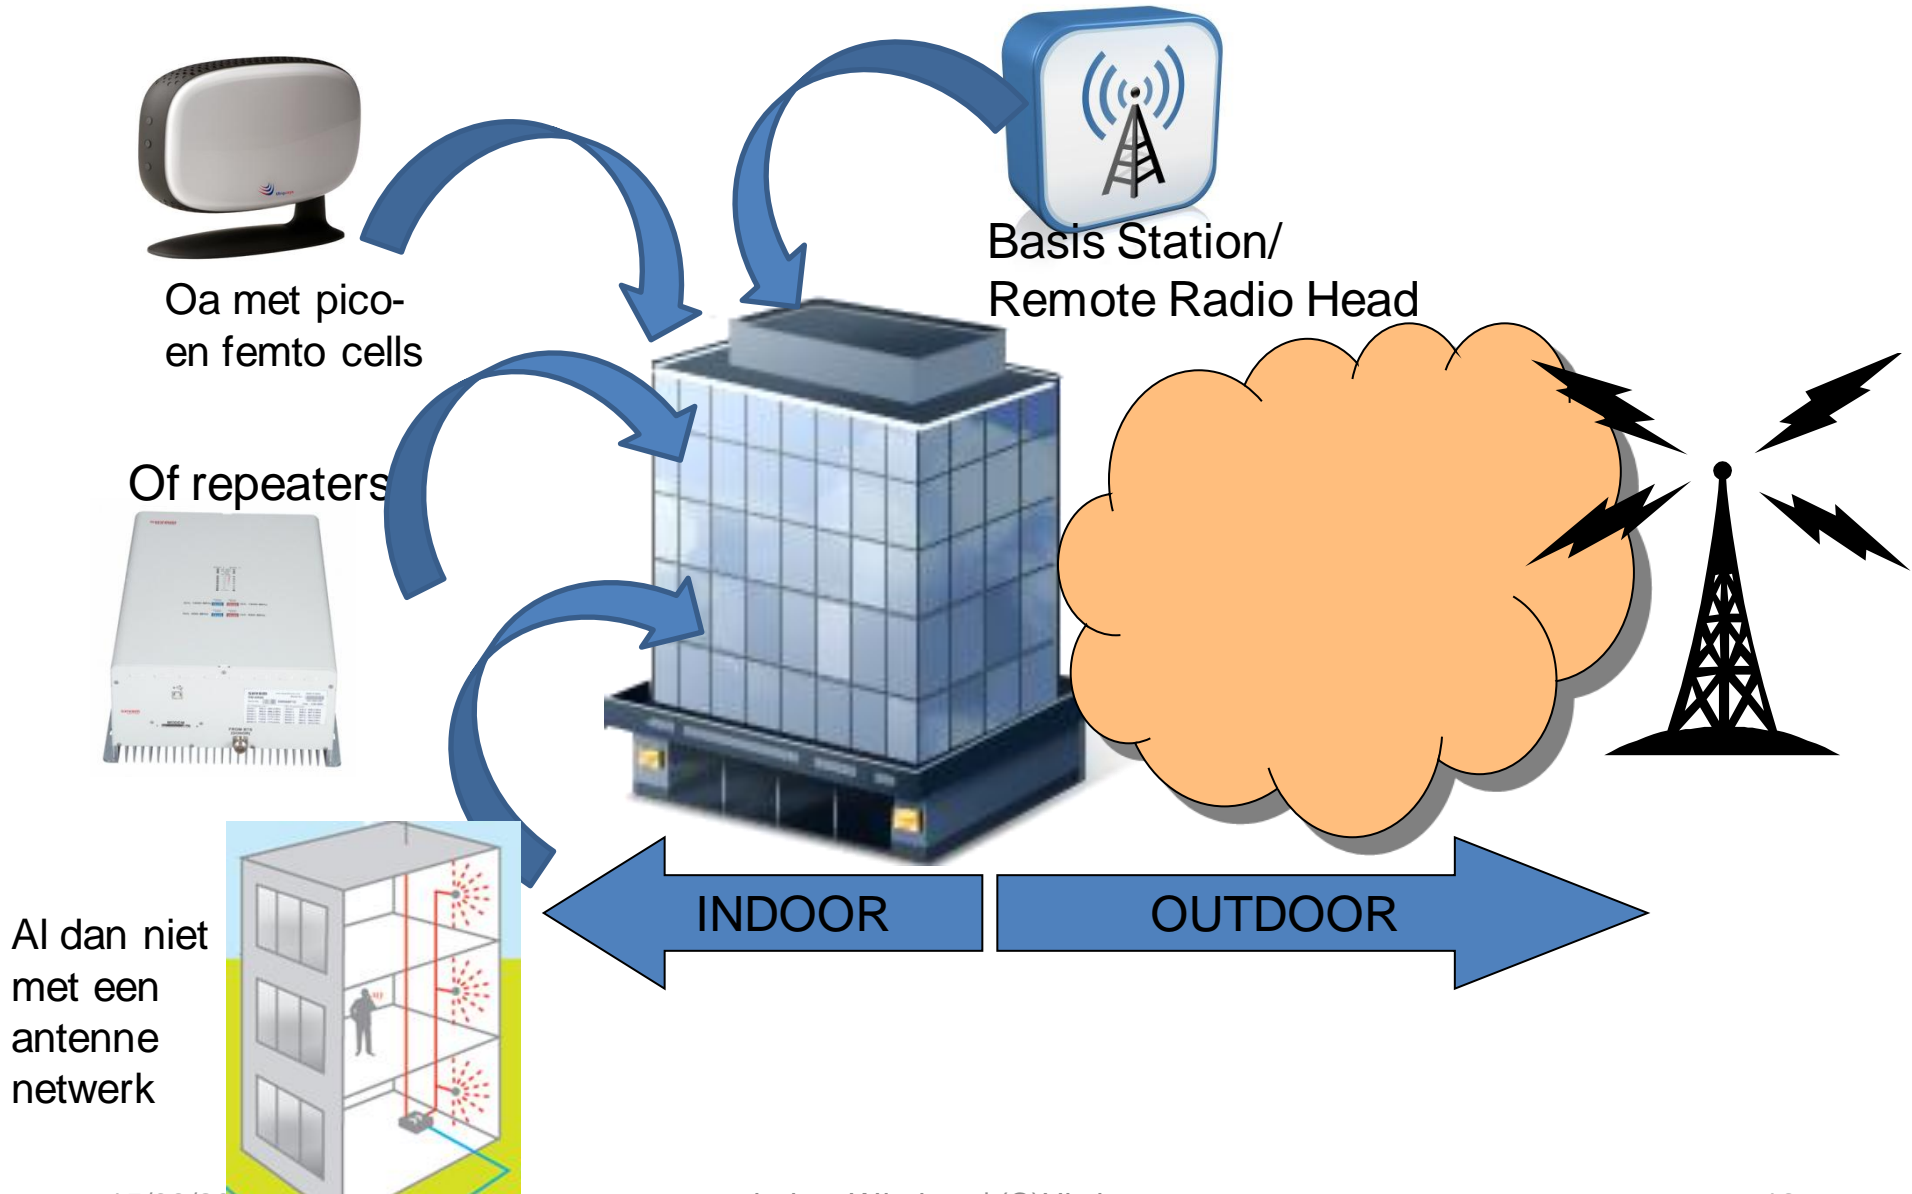 Basis Station/
Remote Radio Head
Oa met pico-
en femto cells
Of repeaters
INDOOR
OUTDOOR
Al dan niet
met een
antenne
netwerk